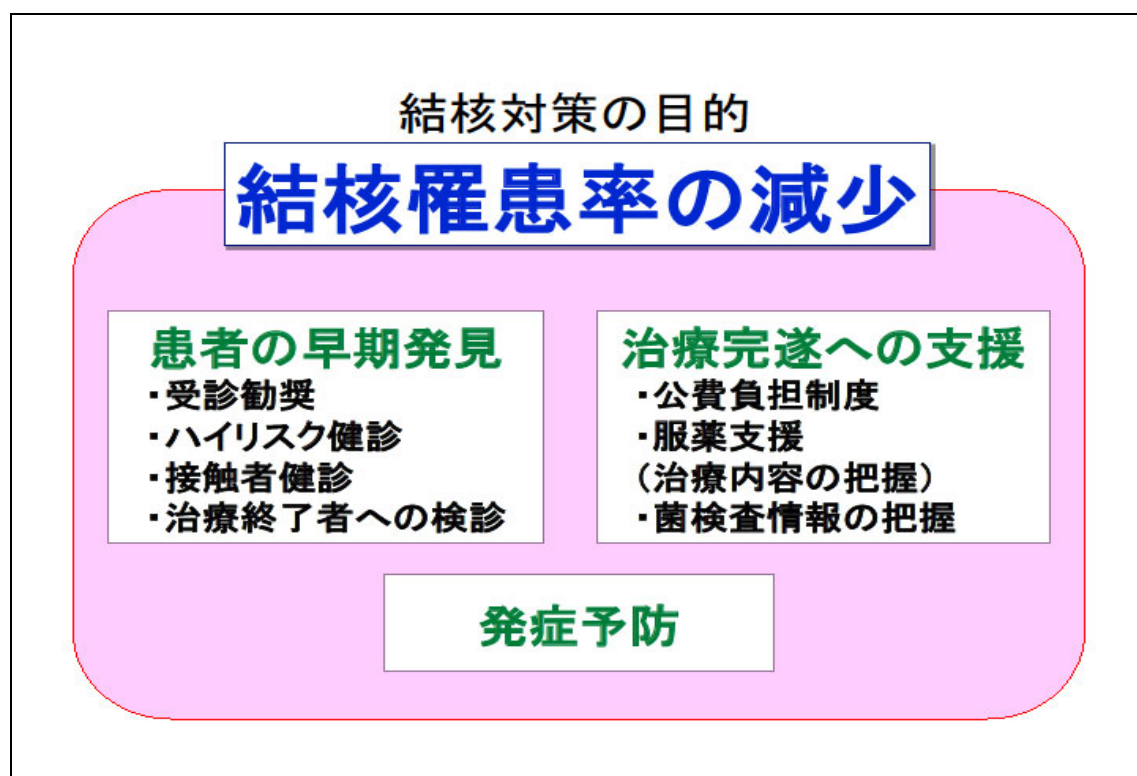 結核対策の目的
結核罹患率の減少
患者の早期発見
・受診勧奨
・ハイリスク健診
・接触者健診
・治療終了者への検診
治療完遂への支援
・公費負担制度
・服薬支援
（治療内容の把握）
・菌検査情報の把握
発症予防